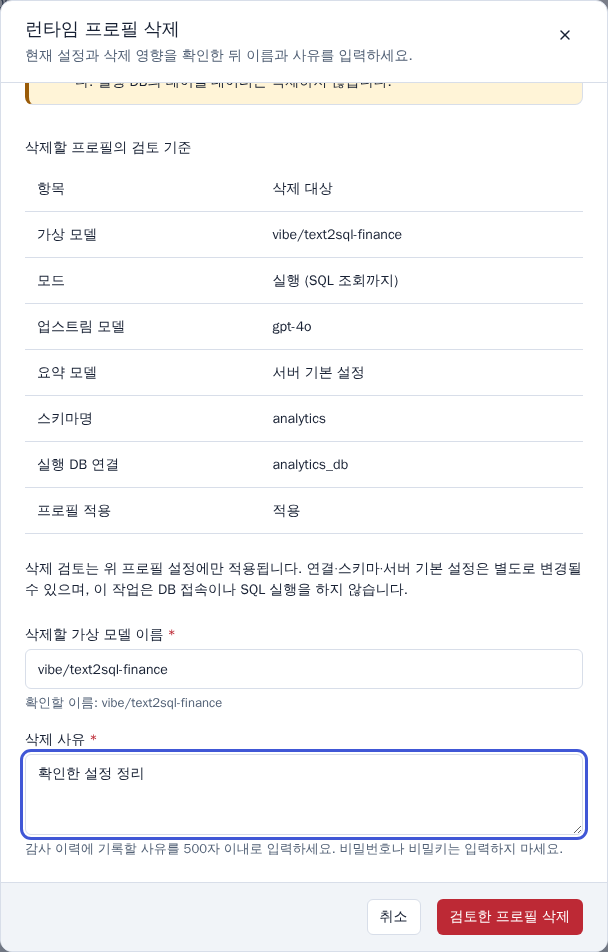 런타임 프로필 삭제
현재 설정과 삭제 영향을 확인한 뒤 이름과 사유를 입력하세요.
삭제할 프로필의 검토 기준
항목 삭제 대상
가상 모델 vibe/text2sql-finance
모드 실행 (SQL 조회까지)
업스트림 모델 gpt-4o
요약 모델 서버 기본 설정
스키마명 analytics
실행 DB 연결 analytics_db
프로필 적용 적용
삭제 검토는 위 프로필 설정에만 적용됩니다. 연결·스키마·서버 기본 설정은 별도로 변경될
수 있으며, 이 작업은 DB 접속이나 SQL 실행을 하지 않습니다.
삭제할 가상 모델 이름 *
vibe/text2sql-finance
확인할 이름: vibe/text2sql-finance
삭제 사유 *
확인한 설정 정리
감사 이력에 기록할 사유를 500자 이내로 입력하세요. 비밀번호나 비밀키는 입력하지 마세요.
취소 검토한 프로필 삭제